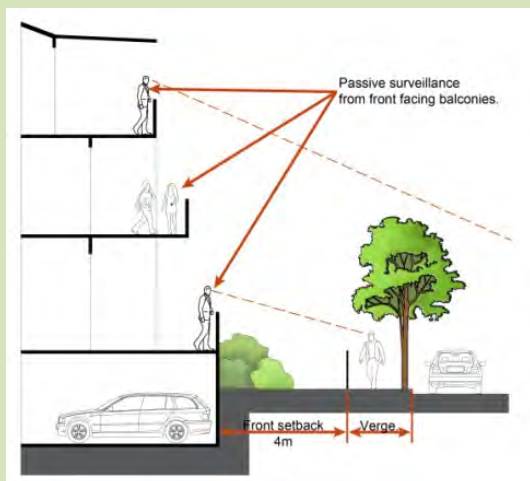 Passive surveillance
from front facing balconies.
Front setback
4m
Verge